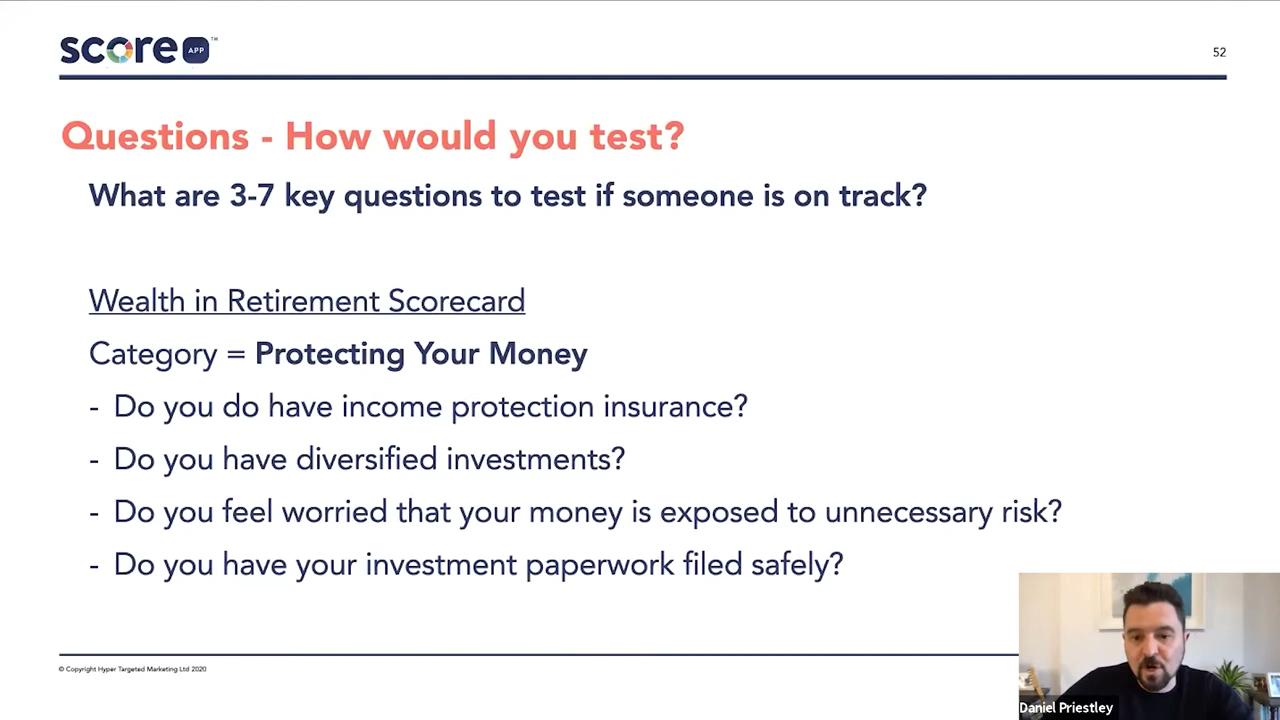 score APP ™
52
Questions - How would you test?
What are 3-7 key questions to test if someone is on track?
Wealth in Retirement Scorecard
Category = Protecting Your Money
- Do you do have income protection insurance?
- Do you have diversified investments?
- Do you feel worried that your money is exposed to unnecessary risk?
- Do you have your investment paperwork filed safely?
© Copyright Hyper Targeted Marketing Ltd 2020
Daniel Priestley